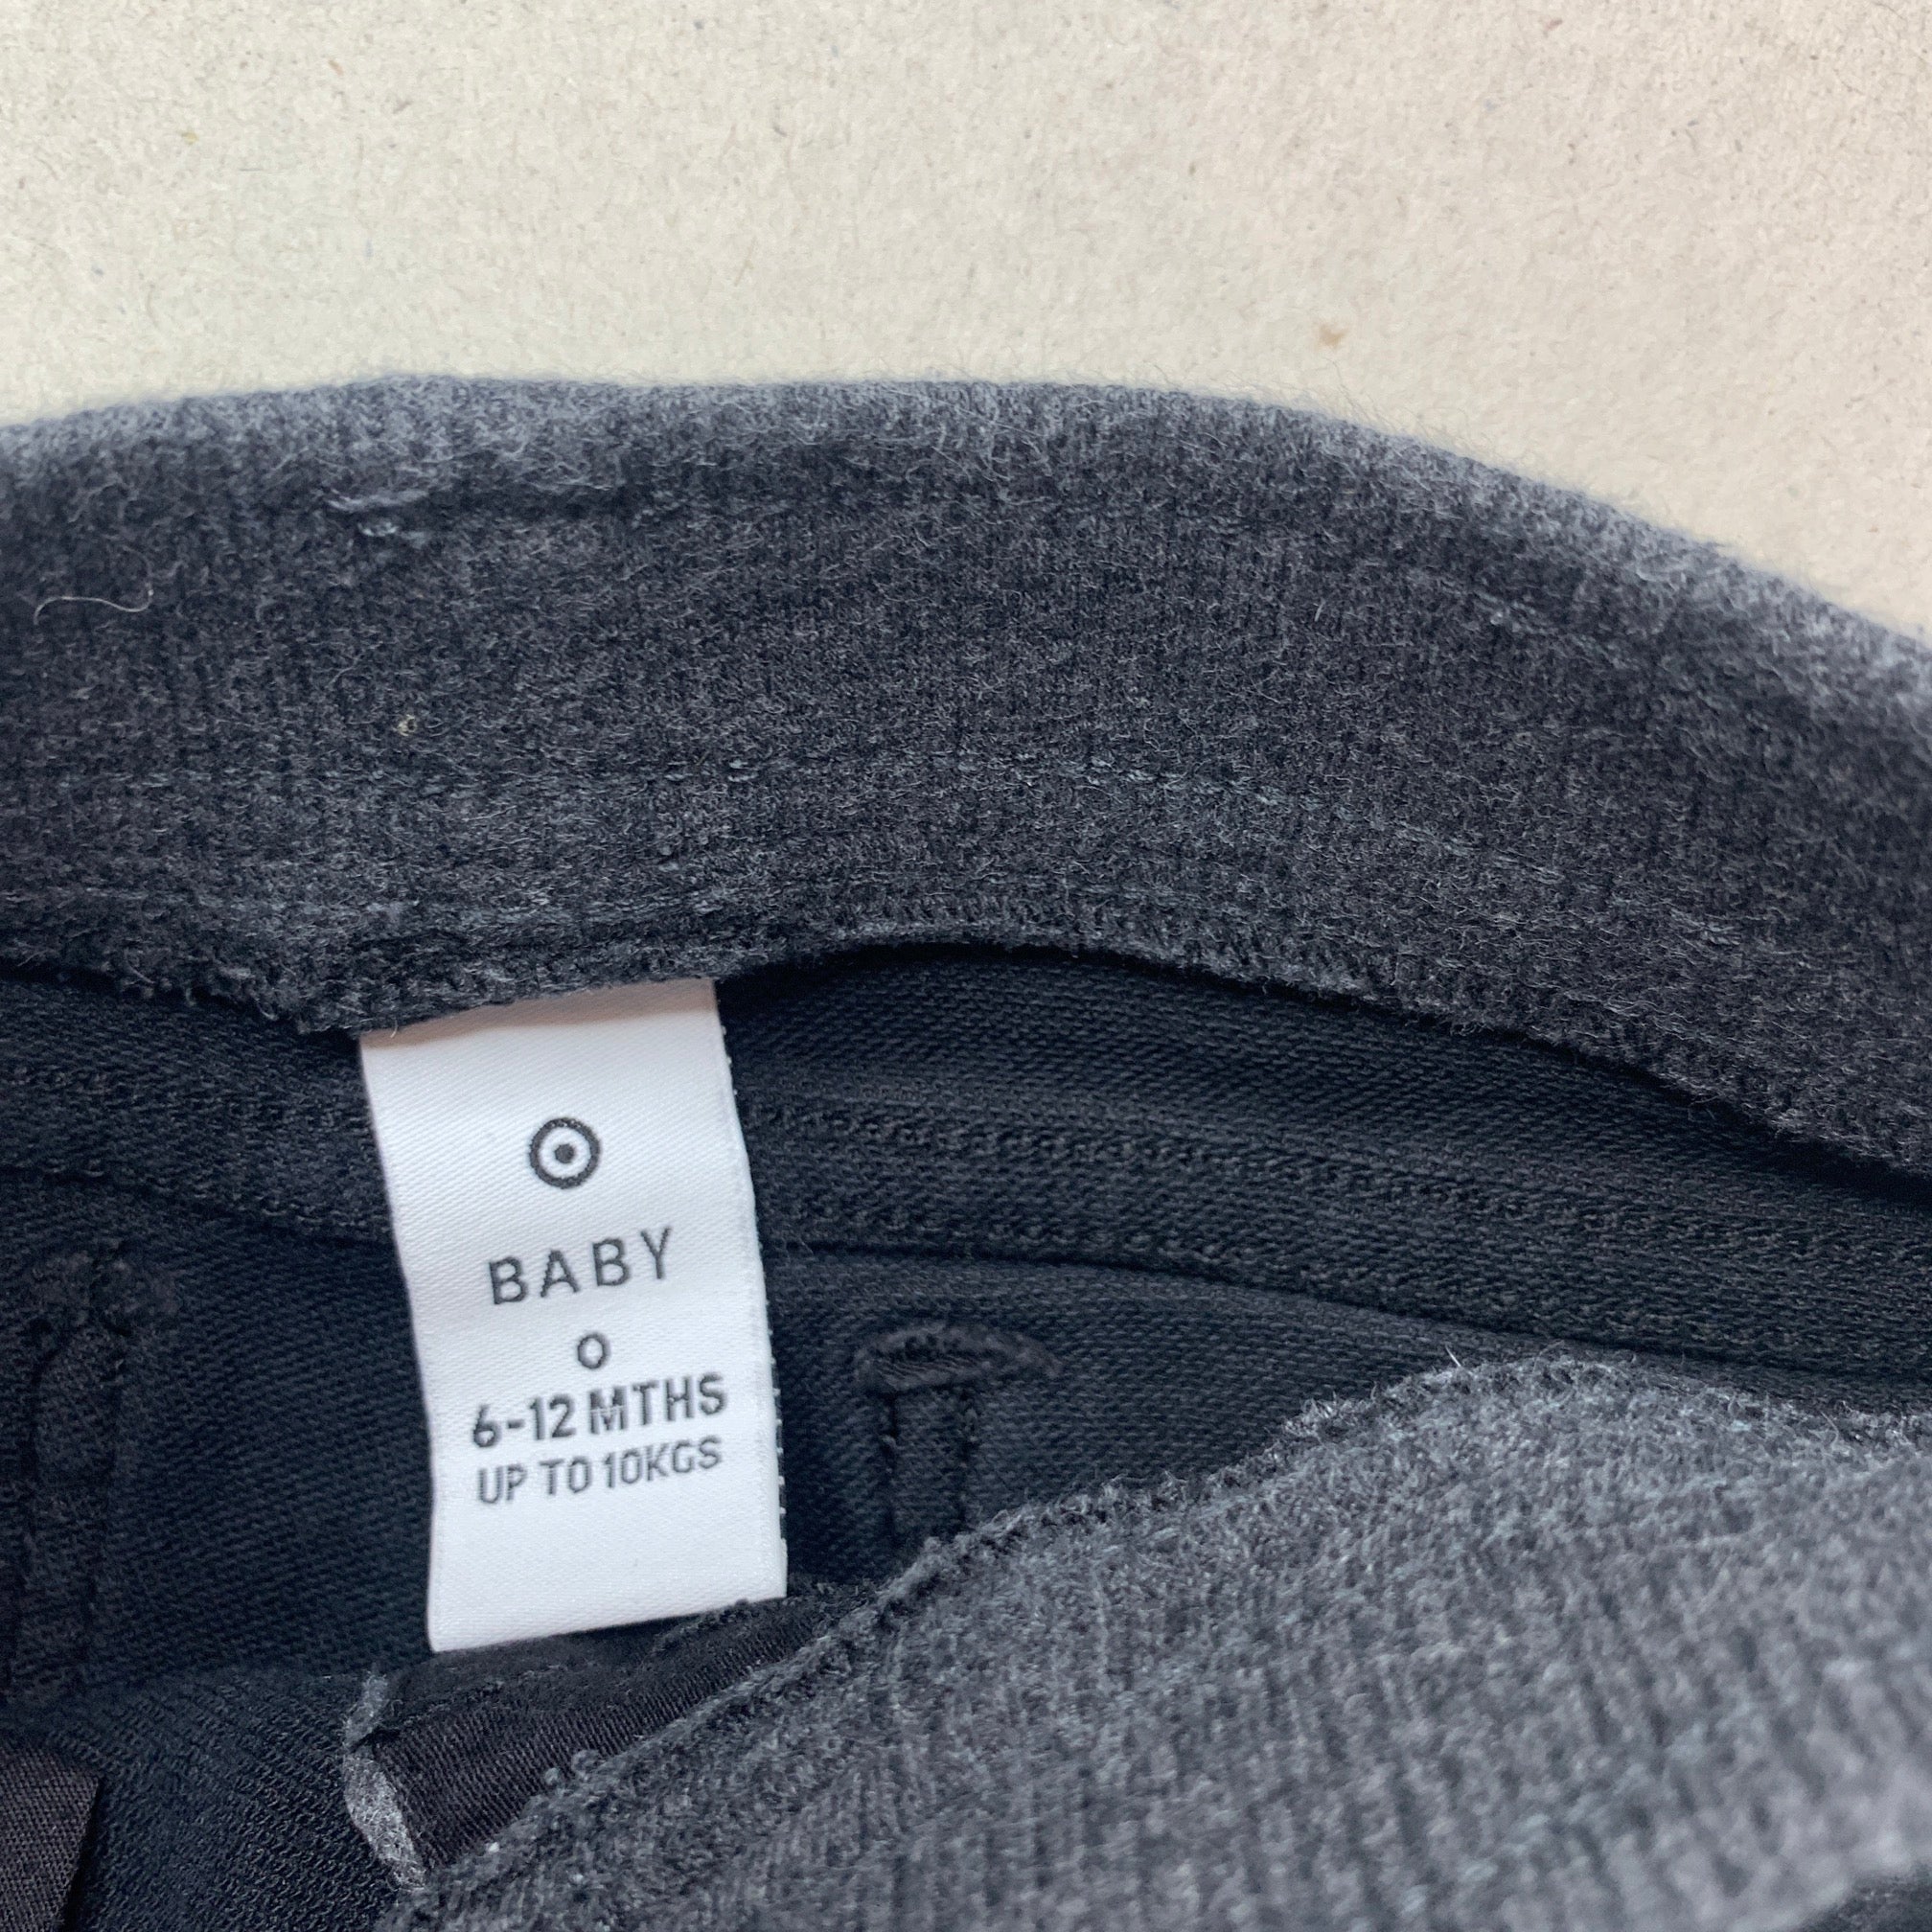 BABY
0
6-12 MTHS
UP TO 10KGS